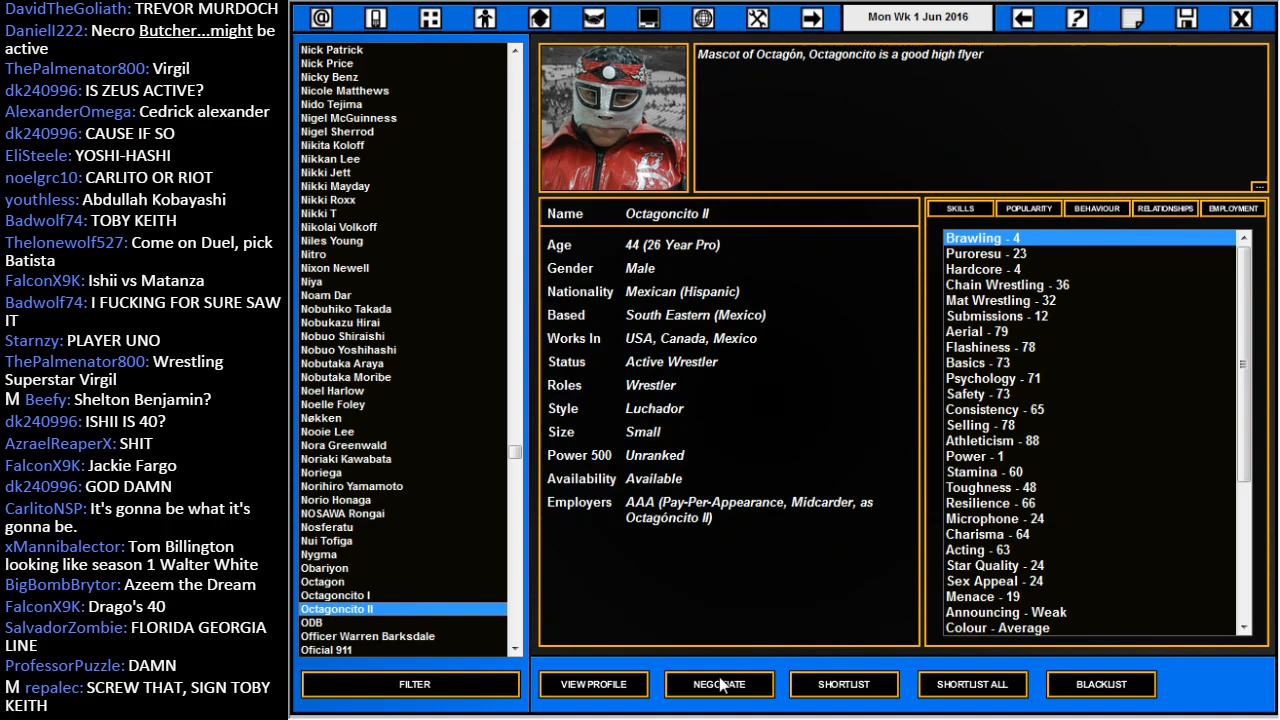 DavidTheGoliath: TREVOR MURDOCH
Daniell222: Necro Butcher...might be
active
ThePalmenator800: Virgil
dk240996: IS ZEUS ACTIVE?
AlexanderOmega: Cedrick alexander
dk240996: CAUSE IF SO
EliSteele: YOSHI-HASHI
noelgrc10: CARLITO OR RIOT
youthless: Abdullah Kobayashi
Badwolf74: TOBY KEITH
Thelonewolf527: Come on Duel, pick
Batista
FalconX9K: Ishii vs Matanza
Badwolf74: I FUCKING FOR SURE SAW
IT
Starnzy: PLAYER UNO
ThePalmenator800: Wrestling
Superstar Virgil
M Beefy: Shelton Benjamin?
dk240996: ISHII IS 40?
AzraelReaperX: SHIT
FalconX9K: Jackie Fargo
dk240996: GOD DAMN
CarlitoNSP: It's gonna be what it's
gonna be.
xMannibalector: Tom Billington
looking like season 1 Walter White
BigBombBrytor: Azeem the Dream
FalconX9K: Drago's 40
SalvadorZombie: FLORIDA GEORGIA
LINE
ProfessorPuzzle: DAMN
M repalec: SCREW THAT, SIGN TOBY
KEITH
Mon Wk 1 Jun 2016
Nick Patrick
Nick Price
Nicky Benz
Nicole Matthews
Nido Tejima
Nigel McGuinness
Nigel Sherrod
Nikita Koloff
Nikkan Lee
Nikki Jett
Nikki Mayday
Nikki Roxx
Nikki T
Nikolai Volkoff
Niles Young
Nitro
Nixon Newell
Niya
Noam Dar
Nobuhiko Takada
Nobukazu Hirai
Nobuo Shiraishi
Nobuo Yoshihashi
Nobutaka Araya
Nobutaka Moribe
Noel Harlow
Noelle Foley
Nøkken
Nooie Lee
Nora Greenwald
Noriaki Kawabata
Noriega
Norihiro Yamamoto
Norio Honaga
NOSAWA Rongai
Nosferatu
Nui Tofiga
Nygma
Obariyon
Octagon
Octagoncito I
Octagoncito II
ODB
Officer Warren Barksdale
Oficial 911
FILTER
Mascot of Octagón, Octagoncito is a good high flyer
...
Name Octagoncito II
Age 44 (26 Year Pro)
Gender Male
Nationality Mexican (Hispanic)
Based South Eastern (Mexico)
Works In USA, Canada, Mexico
Status Active Wrestler
Roles Wrestler
Style Luchador
Size Small
Power 500 Unranked
Availability Available
Employers AAA (Pay-Per-Appearance, Midcarder, as
Octagóncito II)
SKILLS POPULARITY BEHAVIOUR RELATIONSHIPS EMPLOYMENT
Brawling - 4
Puroresu - 23
Hardcore - 4
Chain Wrestling - 36
Mat Wrestling - 32
Submissions - 12
Aerial - 79
Flashiness - 78
Basics - 73
Psychology - 71
Safety - 73
Consistency - 65
Selling - 78
Athleticism - 88
Power - 1
Stamina - 60
Toughness - 48
Resilience - 66
Microphone - 24
Charisma - 64
Acting - 63
Star Quality - 24
Sex Appeal - 24
Menace - 19
Announcing - Weak
Colour - Average
VIEW PROFILE NEGOTIATE SHORTLIST SHORTLIST ALL BLACKLIST